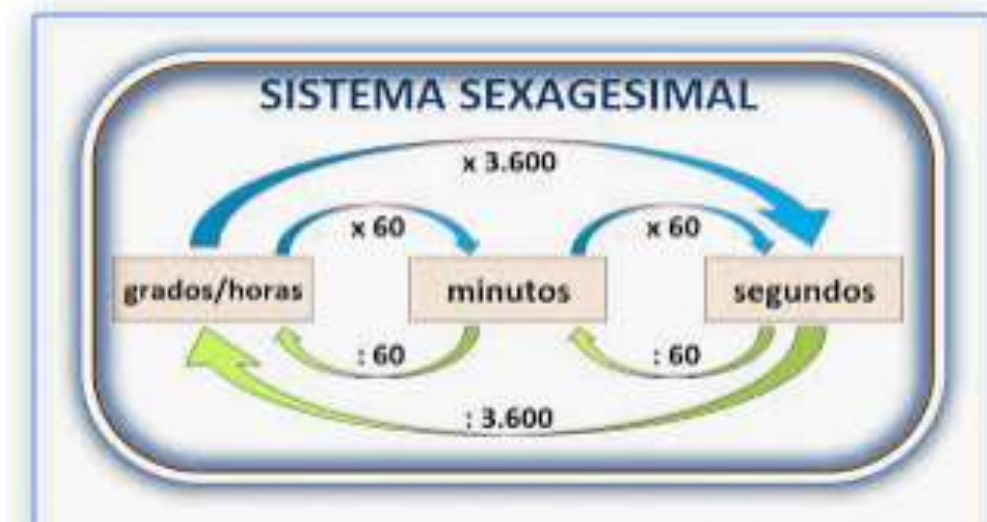 SISTEMA SEXAGESIMAL
x 3.600
x 60
x 60
grados/horas
minutos
segundos
: 60
: 60
: 3.600